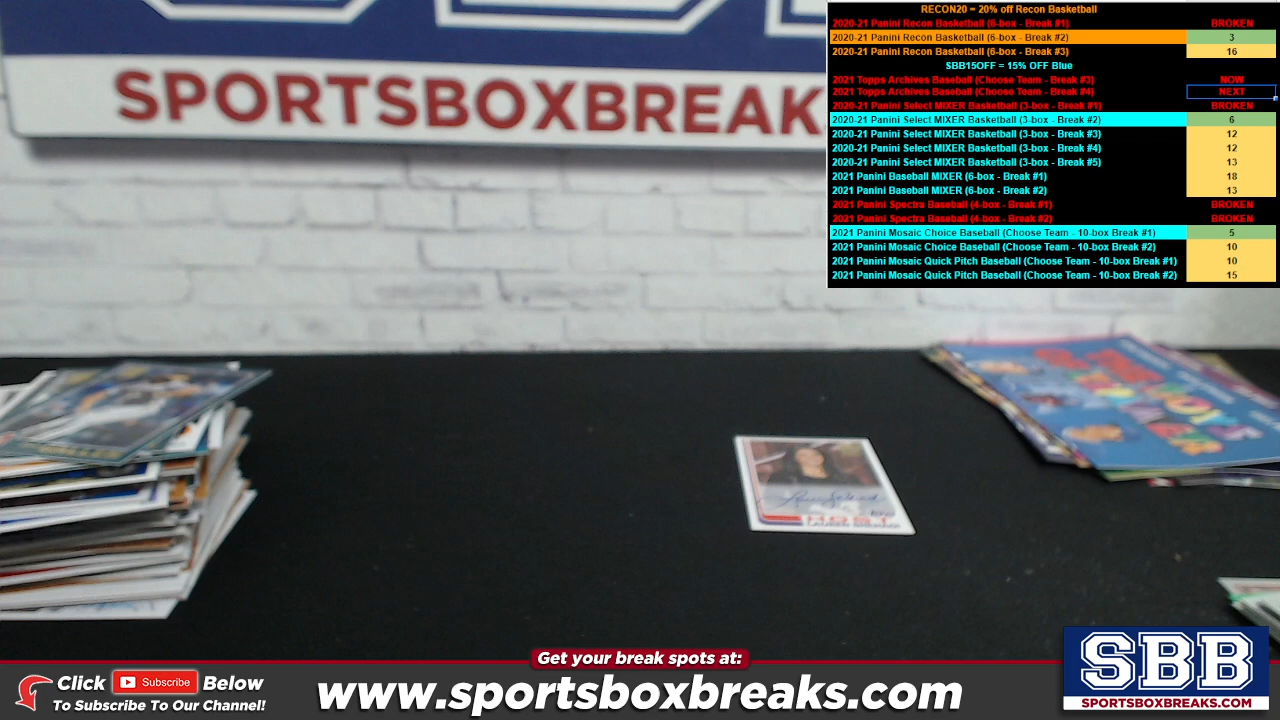 SPORTSBOXBREAKS
RECON20 = 20% off Recon Basketball
2020-21 Panini Recon Basketball (6-box - Break #1) BROKEN
2020-21 Panini Recon Basketball (6-box - Break #2) 3
2020-21 Panini Recon Basketball (6-box - Break #3) 16
SBB15OFF = 15% OFF Blue
2021 Topps Archives Baseball (Choose Team - Break #3) NOW
2021 Topps Archives Baseball (Choose Team - Break #4) NEXT
2020-21 Panini Select MIXER Basketball (3-box - Break #1) BROKEN
2020-21 Panini Select MIXER Basketball (3-box - Break #2) 6
2020-21 Panini Select MIXER Basketball (3-box - Break #3) 12
2020-21 Panini Select MIXER Basketball (3-box - Break #4) 12
2020-21 Panini Select MIXER Basketball (3-box - Break #5) 13
2021 Panini Baseball MIXER (6-box - Break #1) 18
2021 Panini Baseball MIXER (6-box - Break #2) 13
2021 Panini Spectra Baseball (4-box - Break #1) BROKEN
2021 Panini Spectra Baseball (4-box - Break #2) BROKEN
2021 Panini Mosaic Choice Baseball (Choose Team - 10-box Break #1) 5
2021 Panini Mosaic Choice Baseball (Choose Team - 10-box Break #2) 10
2021 Panini Mosaic Quick Pitch Baseball (Choose Team - 10-box Break #1) 10
2021 Panini Mosaic Quick Pitch Baseball (Choose Team - 10-box Break #2) 15
HOST
Get your break spots at:
Click Subscribe Below
To Subscribe To Our Channel!
www.sportsboxbreaks.com
SBB
SPORTSBOXBREAKS.COM